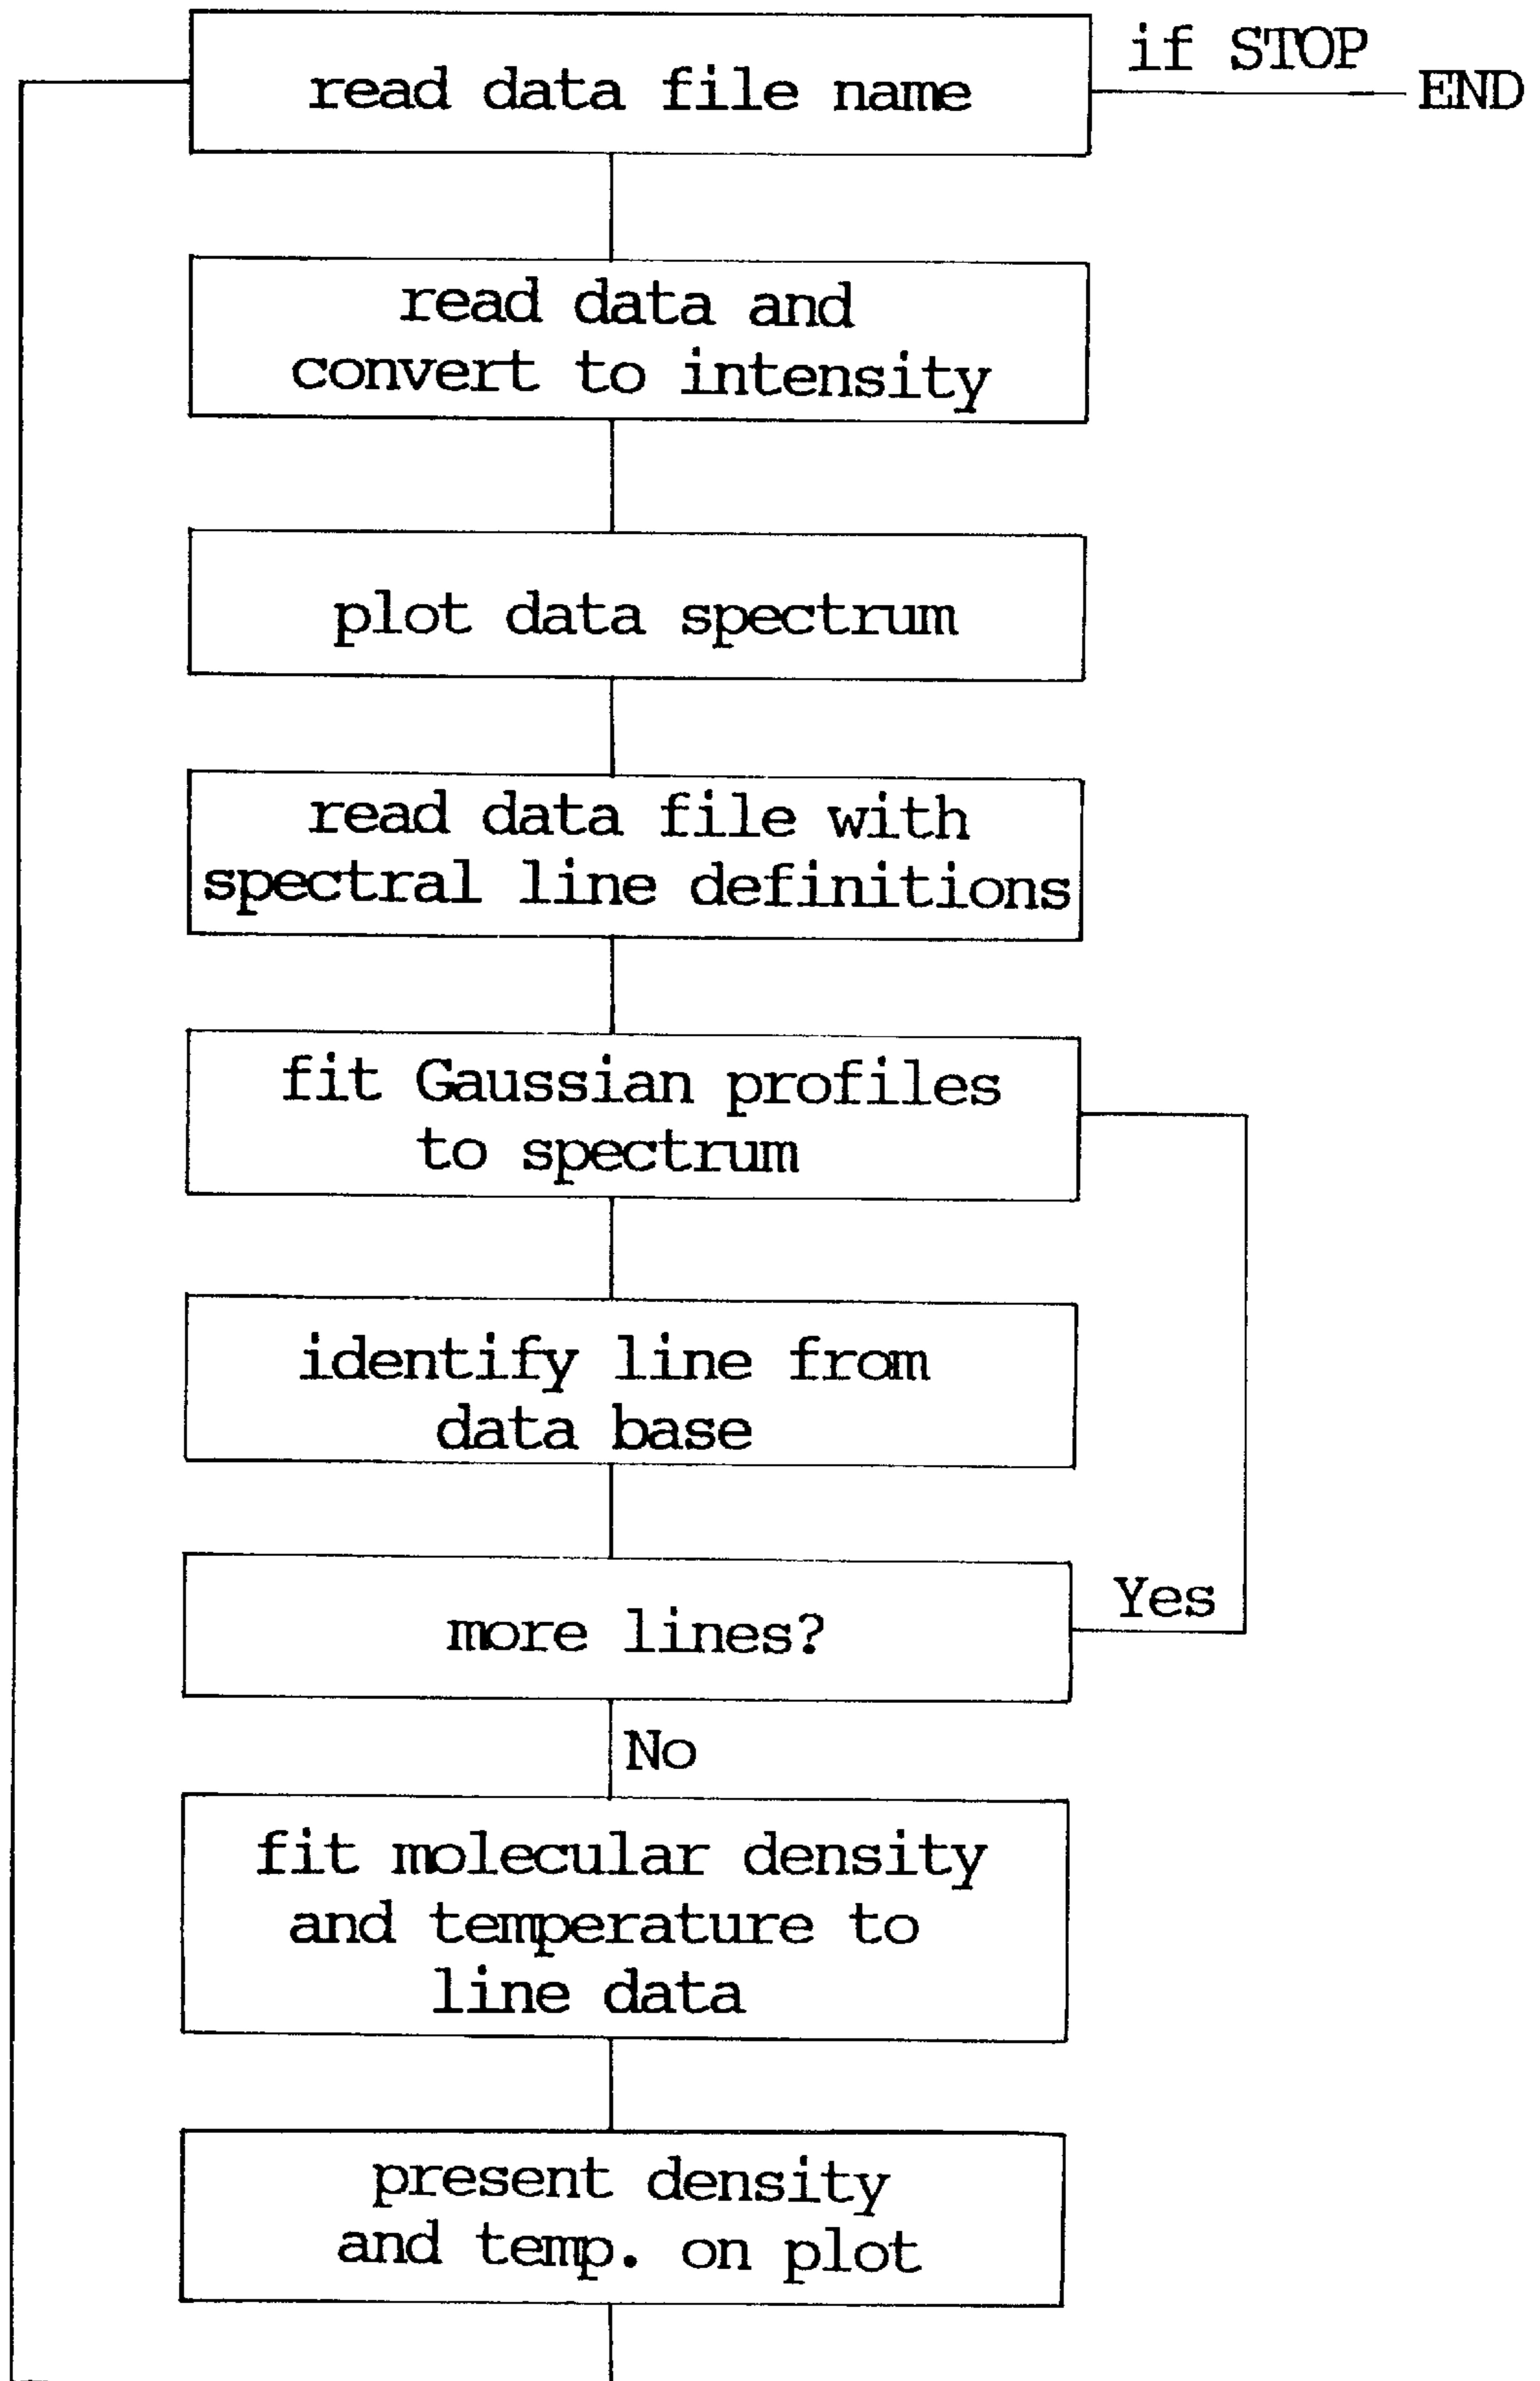 if STOP
read data file name
END
read data and
convert to intensity
plot data spectrum
read data file with
spectral line definitions
fit Gaussian profiles
to spectrum
identify line from
data base
more lines?
Yes
No
fit molecular density
and temperature to
line data
present density
and temp. on plot